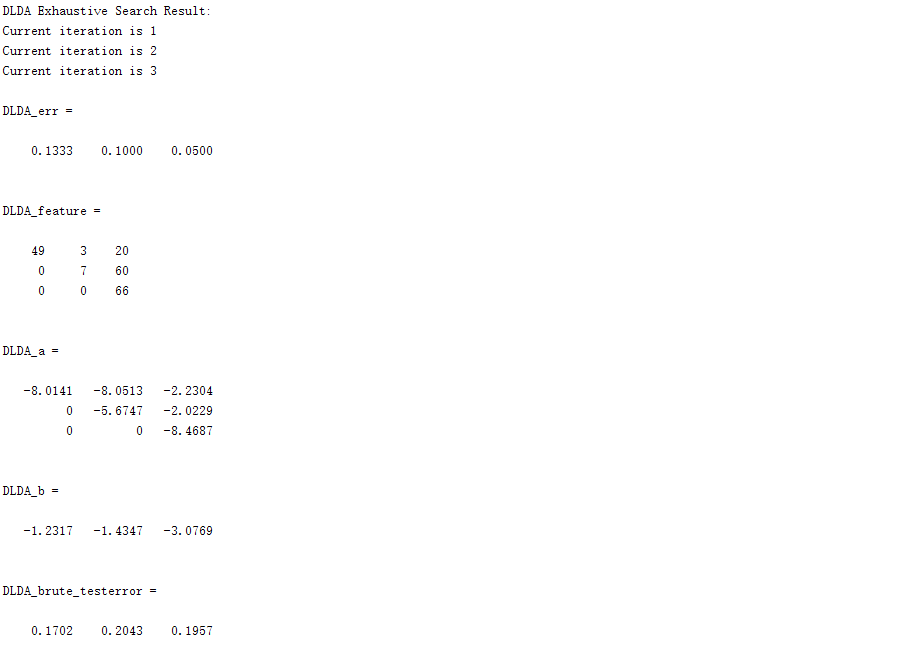 DLDA Exhaustive Search Result:
Current iteration is 1
Current iteration is 2
Current iteration is 3
DLDA_err =
0.1333 0.1000 0.0500
DLDA_feature =
49 3 20
0 7 60
0 0 66
DLDA_a =
-8.0141 -8.0513 -2.2304
0 -5.6747 -2.0229
0 0 -8.4687
DLDA_b =
-1.2317 -1.4347 -3.0769
DLDA_brute_testerror =
0.1702 0.2043 0.1957